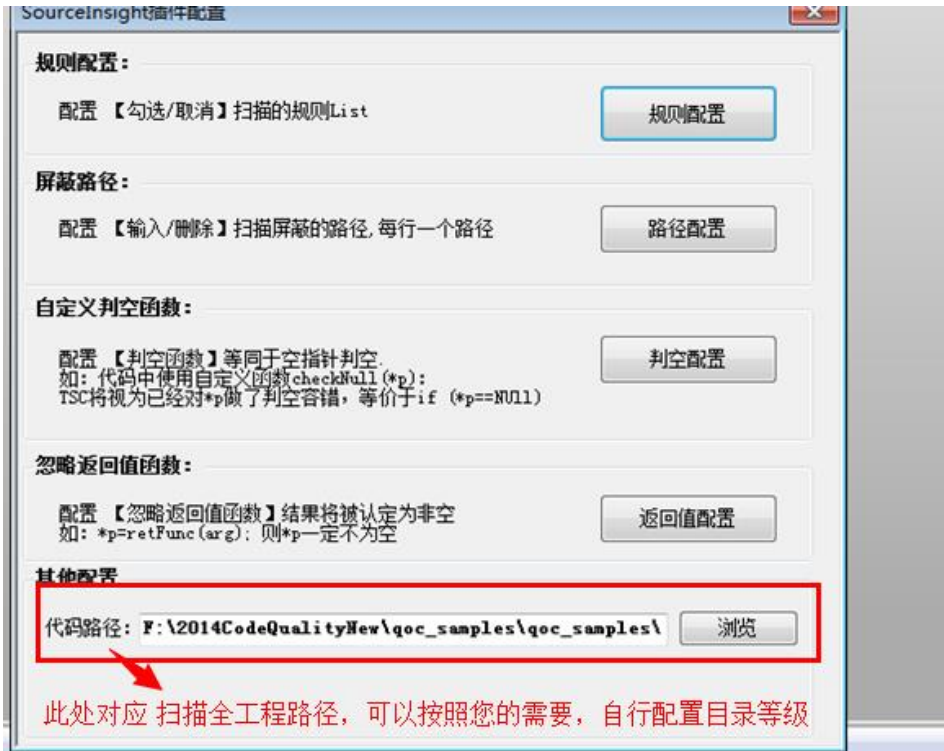 SourceInsight插件配置
规则配置：
配置 【勾选/取消】扫描的规则List
规则配置
屏蔽路径：
配置 【输入/删除】扫描屏蔽的路径,每行一个路径
路径配置
自定义判空函数：
配置 【判空函数】等同于空指针判空.
如: 代码中使用自定义函数checkNull(*p):
TSC将视为已经对*p做了判空容错，等价于if (*p==NUll)
判空配置
忽略返回值函数：
配置 【忽略返回值函数】结果将被认定为非空
如: *p=retFunc(arg); 则*p一定不为空
返回值配置
其他配置
代码路径: F:\2014CodeQualityNew\qoc_samples\qoc_samples\
浏览
此处对应 扫描全工程路径，可以按照您的需要，自行配置目录等级